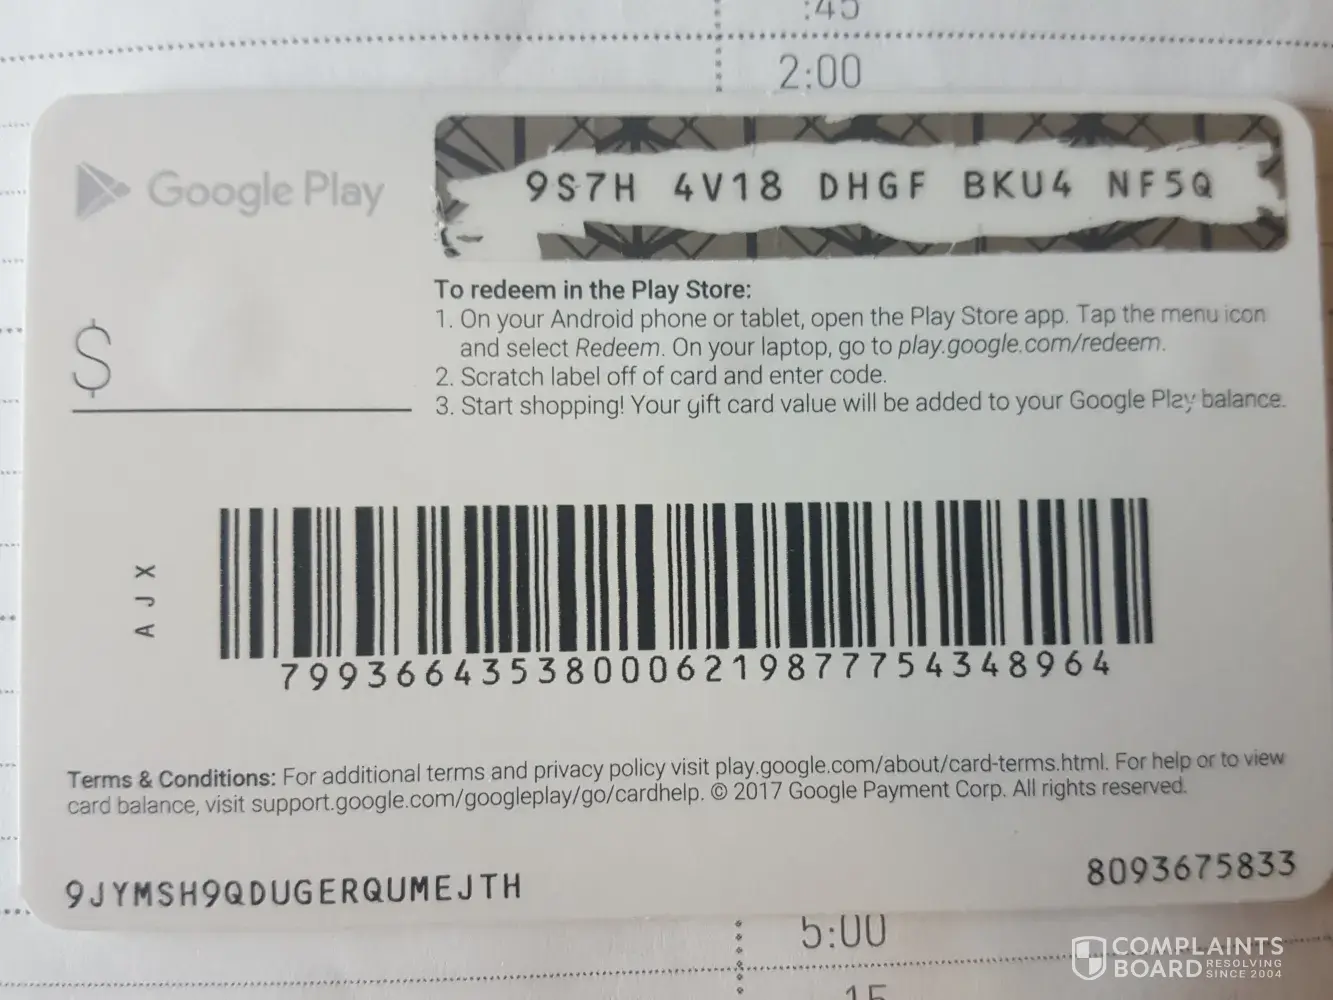 :45
2:00
Google Play
9S7H 4V18 DHGF BKU4 NF5Q
To redeem in the Play Store:
1. On your Android phone or tablet, open the Play Store app. Tap the menu icon
and select Redeem. On your laptop, go to play.google.com/redeem.
2. Scratch label off of card and enter code.
3. Start shopping! Your gift card value will be added to your Google Play balance.
$
AJX
799366435380006219877754348964
Terms & Conditions: For additional terms and privacy policy visit play.google.com/about/card-terms.html. For help or to view
card balance, visit support.google.com/googleplay/go/cardhelp. © 2017 Google Payment Corp. All rights reserved.
9JYMSH9QDUGERQUMEJTH
8093675833
5:00
:15
COMPLAINTS
BOARD RESOLVING
SINCE 2004